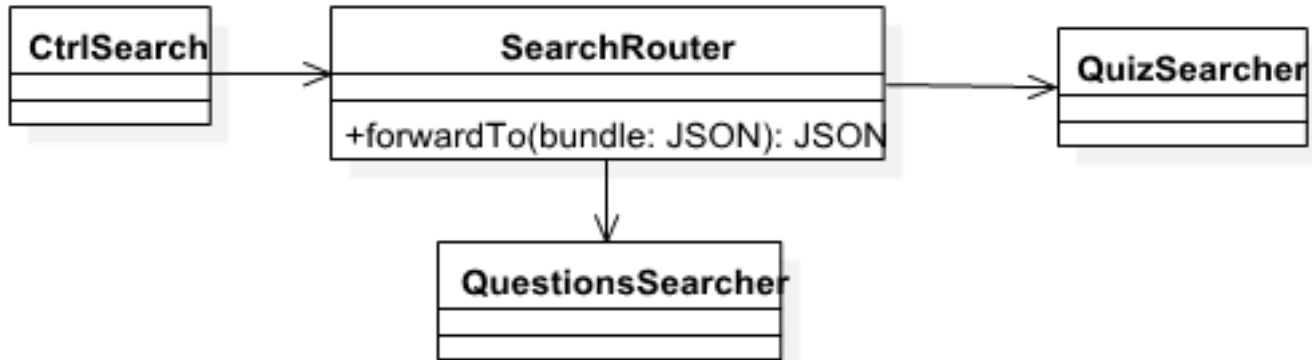 CtrlSearch
SearchRouter
QuizSearcher
+forwardTo(bundle: JSON): JSON
QuestionsSearcher